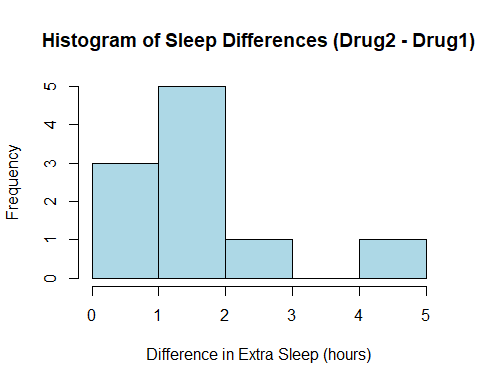 Histogram of Sleep Differences (Drug2 - Drug1)
Frequency
5
4
3
2
1
0
0 1 2 3 4 5
Difference in Extra Sleep (hours)